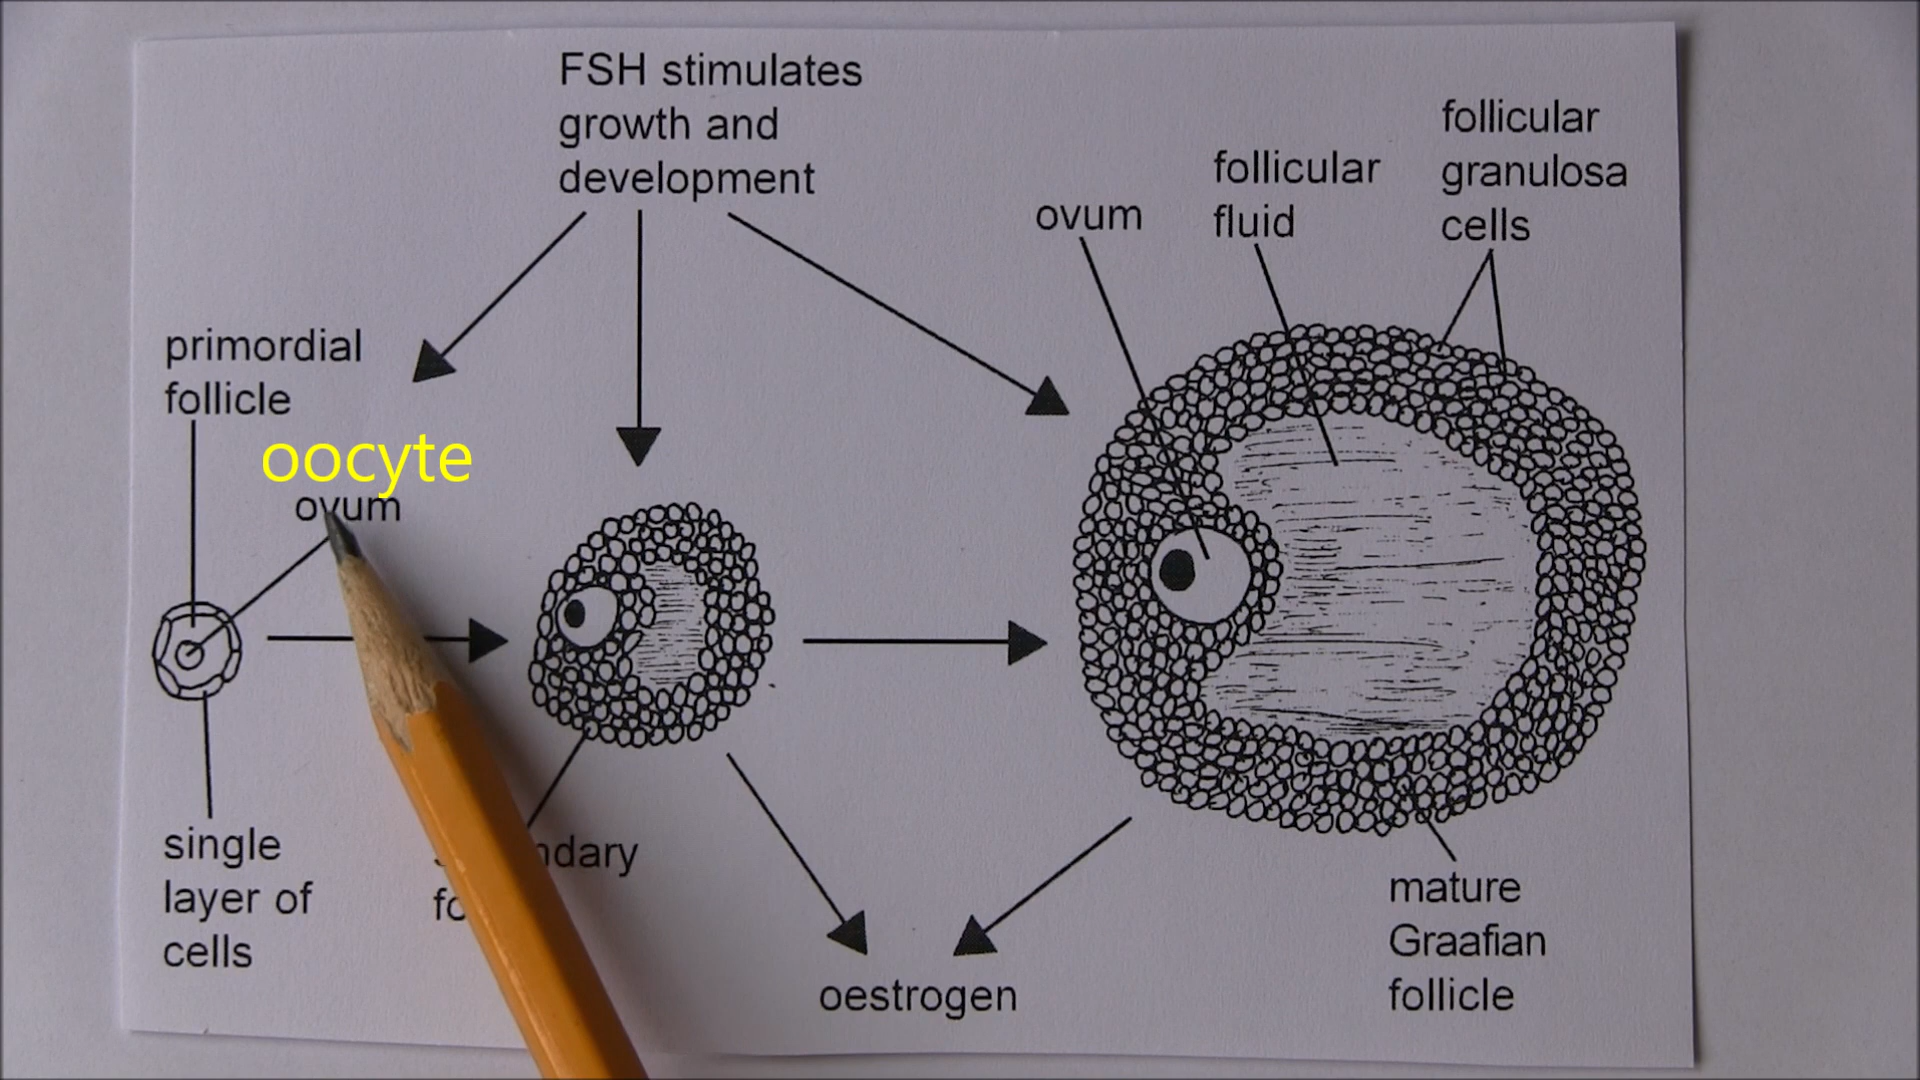 FSH stimulates
growth and
development
follicular
granulosa
cells
follicular
fluid
ovum
primordial
follicle
oocyte
ovum
single
layer of
cells
mature
Graafian
follicle
oestrogen